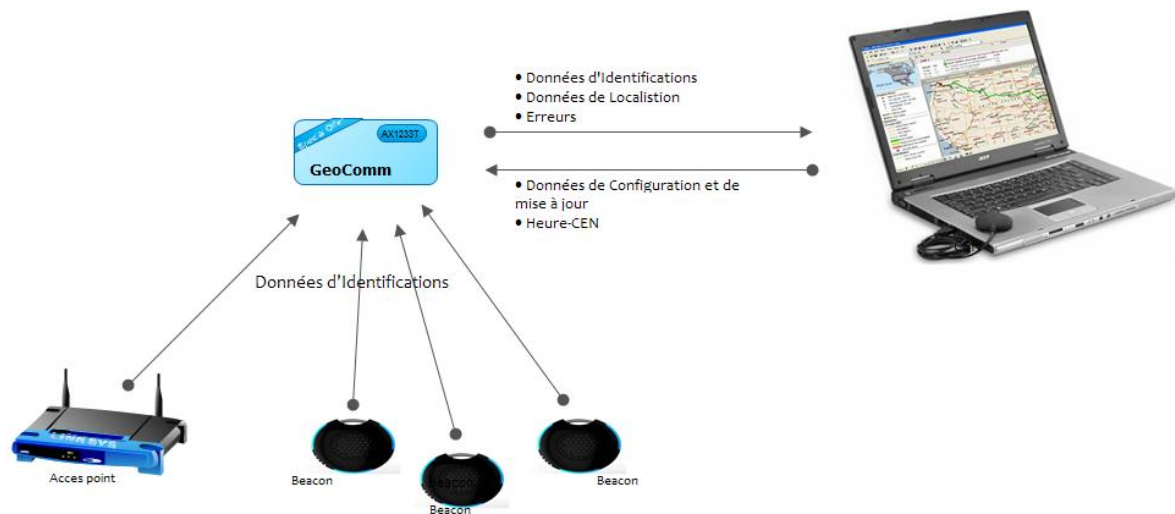 • Données d'Identifications
• Données de Localistion
• Erreurs
AX1233T
GeoComm
• Données de Configuration et de
mise à jour
• Heure-CEN
Données d'Identifications
LINKSYS
Acces point
Beacon
Beacon
Beacon
Beacon